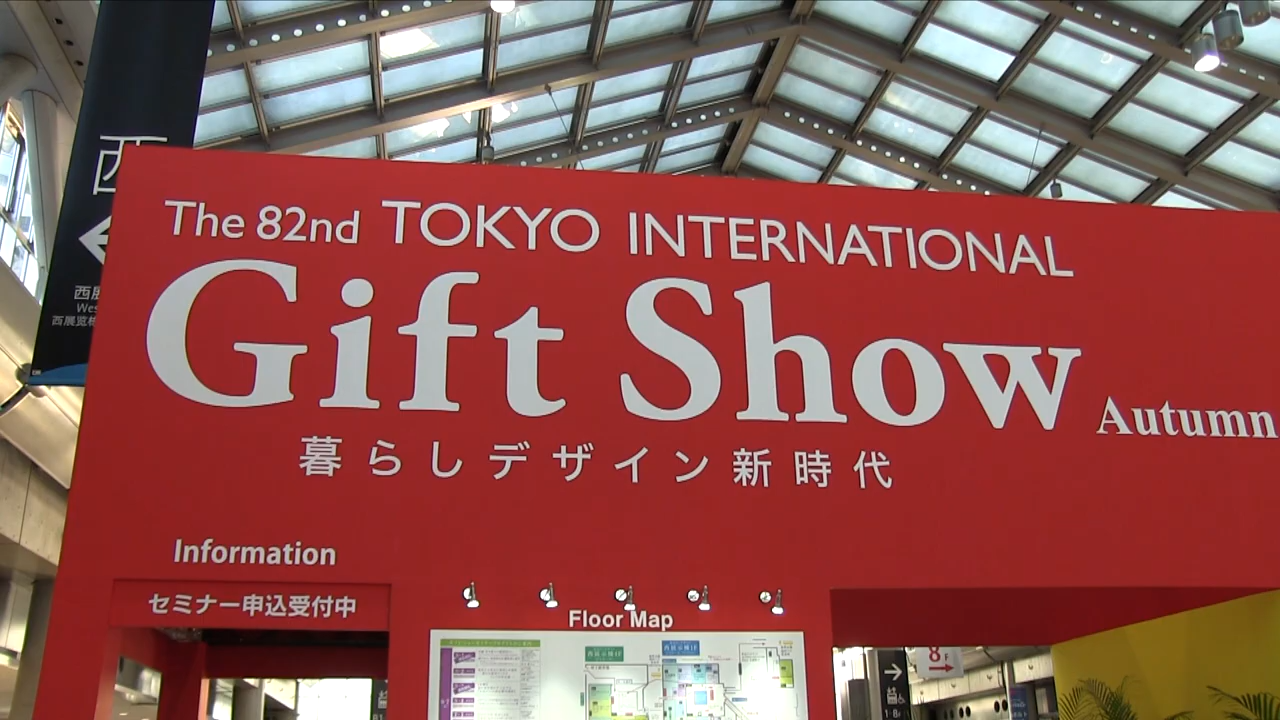 西
The 82nd TOKYO INTERNATIONAL
Gift Show Autumn
暮らしデザイン新時代
Information
セミナー申込受付中
Floor Map